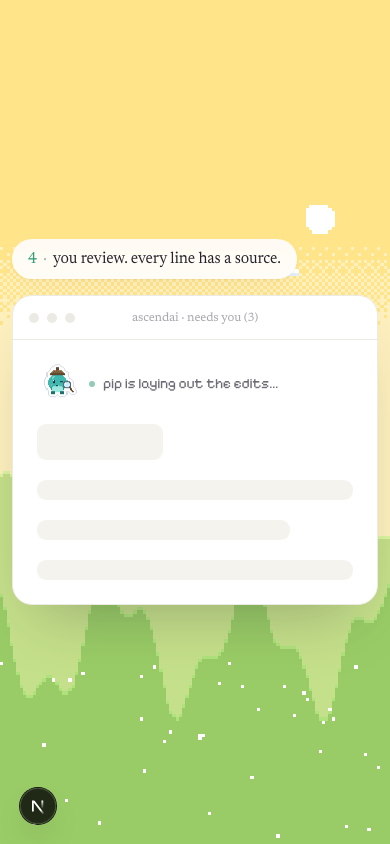 4 · you review. every line has a source.
ascendai · needs you (3)
pip is laying out the edits...
N